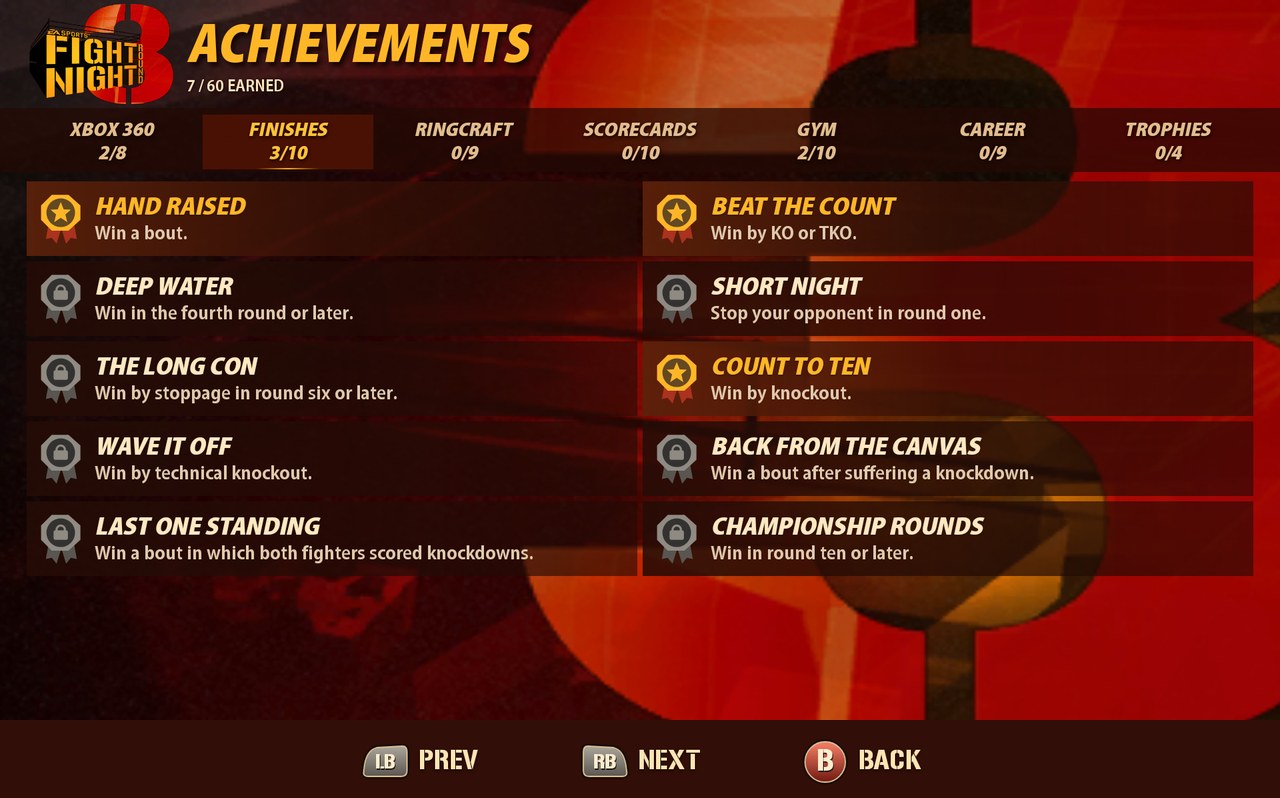 EA SPORTS
FIGHT NIGHT ROUND 3
ACHIEVEMENTS
7 / 60 EARNED
XBOX 360
2/8
FINISHES
3/10
RINGCRAFT
0/9
SCORECARDS
0/10
GYM
2/10
CAREER
0/9
TROPHIES
0/4
HAND RAISED
Win a bout.
BEAT THE COUNT
Win by KO or TKO.
DEEP WATER
Win in the fourth round or later.
SHORT NIGHT
Stop your opponent in round one.
THE LONG CON
Win by stoppage in round six or later.
COUNT TO TEN
Win by knockout.
WAVE IT OFF
Win by technical knockout.
BACK FROM THE CANVAS
Win a bout after suffering a knockdown.
LAST ONE STANDING
Win a bout in which both fighters scored knockdowns.
CHAMPIONSHIP ROUNDS
Win in round ten or later.
LB PREV
RB NEXT
B BACK